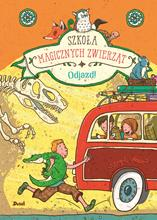 SZKOŁA
MAGICZNYCH ZWIERZĄT
Odjazd!
Dwukropek